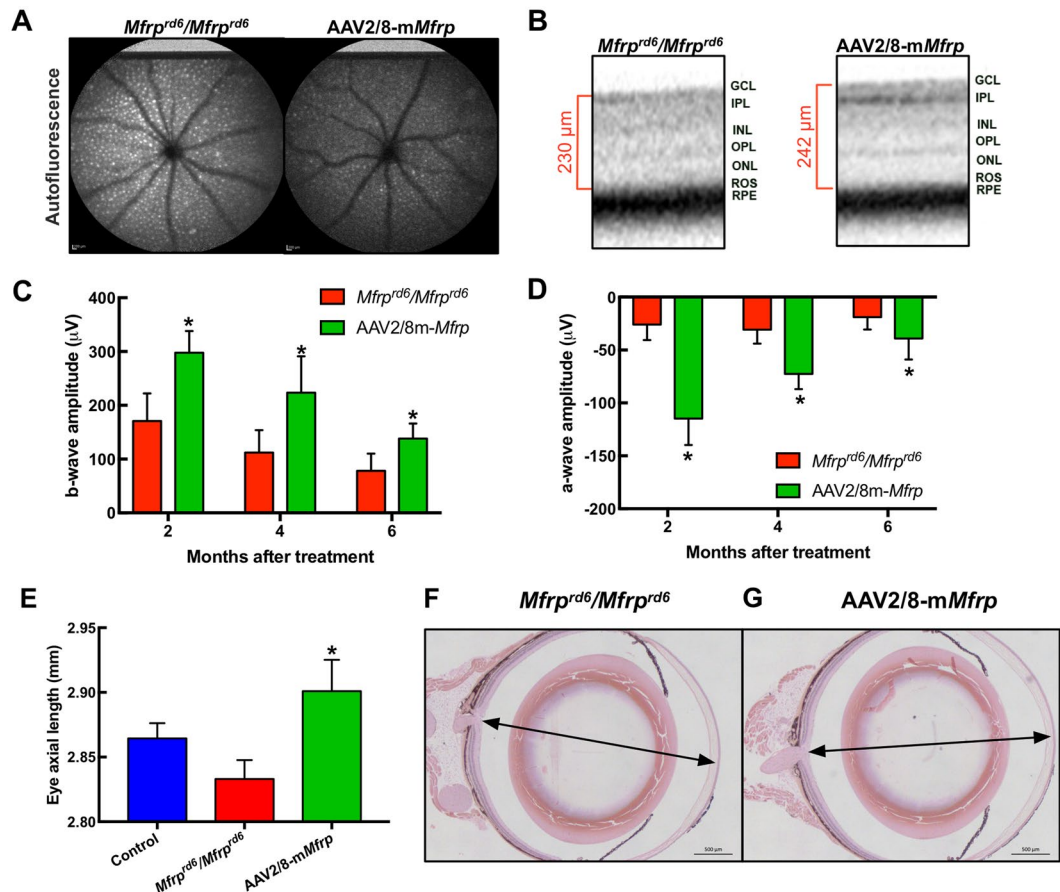 A
Mfrprd6/Mfrprd6
AAV2/8-mMfrp
Autofluorescence
B
Mfrprd6/Mfrprd6
AAV2/8-mMfrp
230 µm
GCL
IPL
INL
OPL
ONL
ROS
RPE
242 µm
GCL
IPL
INL
OPL
ONL
ROS
RPE
C
b-wave amplitude (µV)
400
300
200
100
0
Mfrprd6/Mfrprd6
AAV2/8m-Mfrp
*
*
*
2
4
6
Months after treatment
D
a-wave amplitude (µV)
0
-50
-100
-150
-200
*
*
*
Mfrprd6/Mfrprd6
AAV2/8m-Mfrp
2
4
6
Months after treatment
E
Eye axial length (mm)
2.95
2.90
2.85
2.80
*
Control
Mfrprd6/Mfrprd6
AAV2/8-mMfrp
F
Mfrprd6/Mfrprd6
500 µm
G
AAV2/8-mMfrp
500 µm